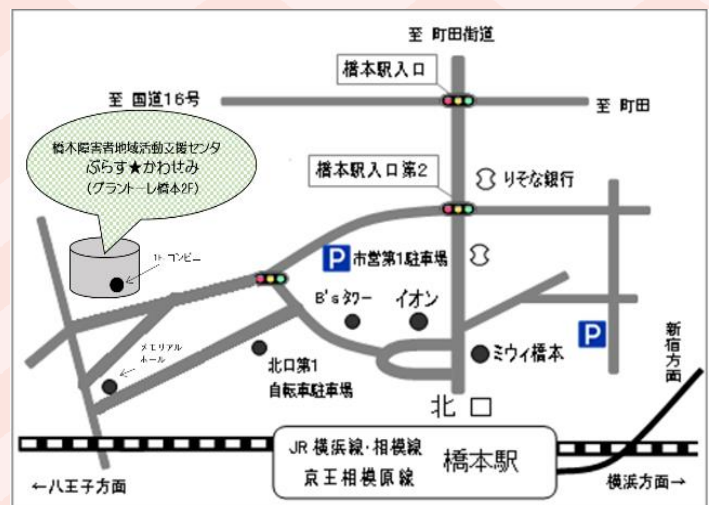 至 町田街道
橋本駅入口
至 国道16号
至 町田
橋本障害者地域活動支援センタ
ぷらす★かわせみ
(グラントーレ橋本2F)
橋本駅入口第2
りそな銀行
1F コンビニ
P 市営第1駐車場
B'sタワー
イオン
P
メモリアル
ホール
北口第1
自転車駐車場
ミウィ橋本
新宿方面
北 口
JR 横浜線・相模線
京王相模原線
橋本駅
←八王子方面
横浜方面→